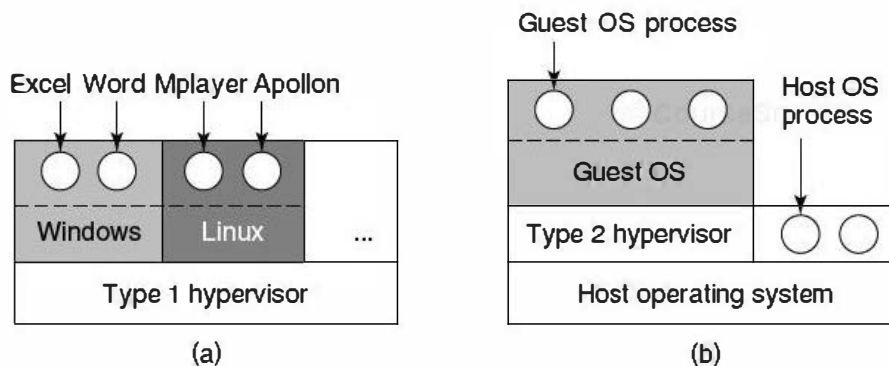 Excel Word Mplayer Apollon
Windows
Linux
...
Type 1 hypervisor
(a)
Guest OS process
Host OS
process
Guest OS
Type 2 hypervisor
Host operating system
(b)